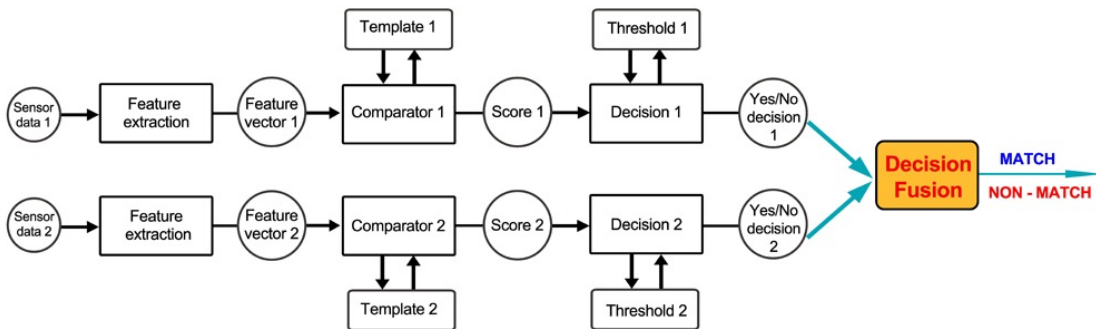 Template 1
Threshold 1
Sensor
data 1
Feature
extraction
Feature
vector 1
Comparator 1
Score 1
Decision 1
Yes/No
decision
1
Decision
Fusion
MATCH
NON - MATCH
Sensor
data 2
Feature
extraction
Feature
vector 2
Comparator 2
Score 2
Decision 2
Yes/No
decision
2
Template 2
Threshold 2